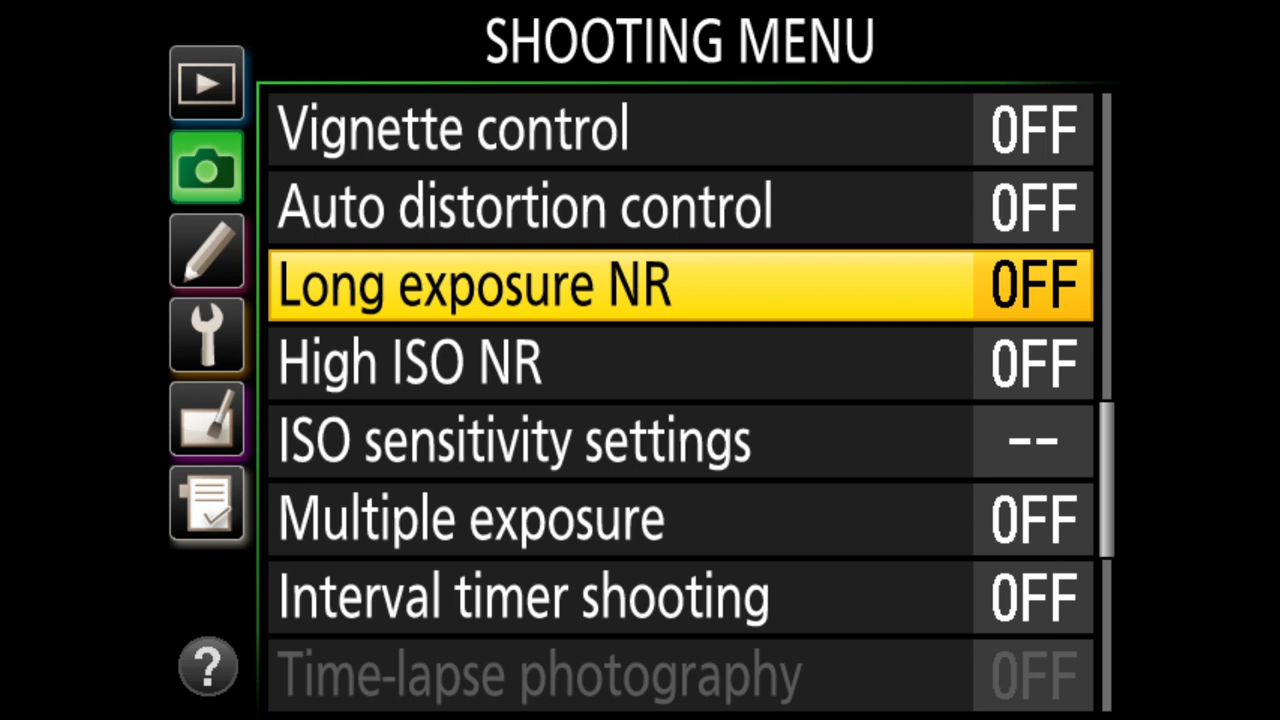 SHOOTING MENU
Vignette control OFF
Auto distortion control OFF
Long exposure NR OFF
High ISO NR OFF
ISO sensitivity settings --
Multiple exposure OFF
Interval timer shooting OFF
Time-lapse photography OFF
?